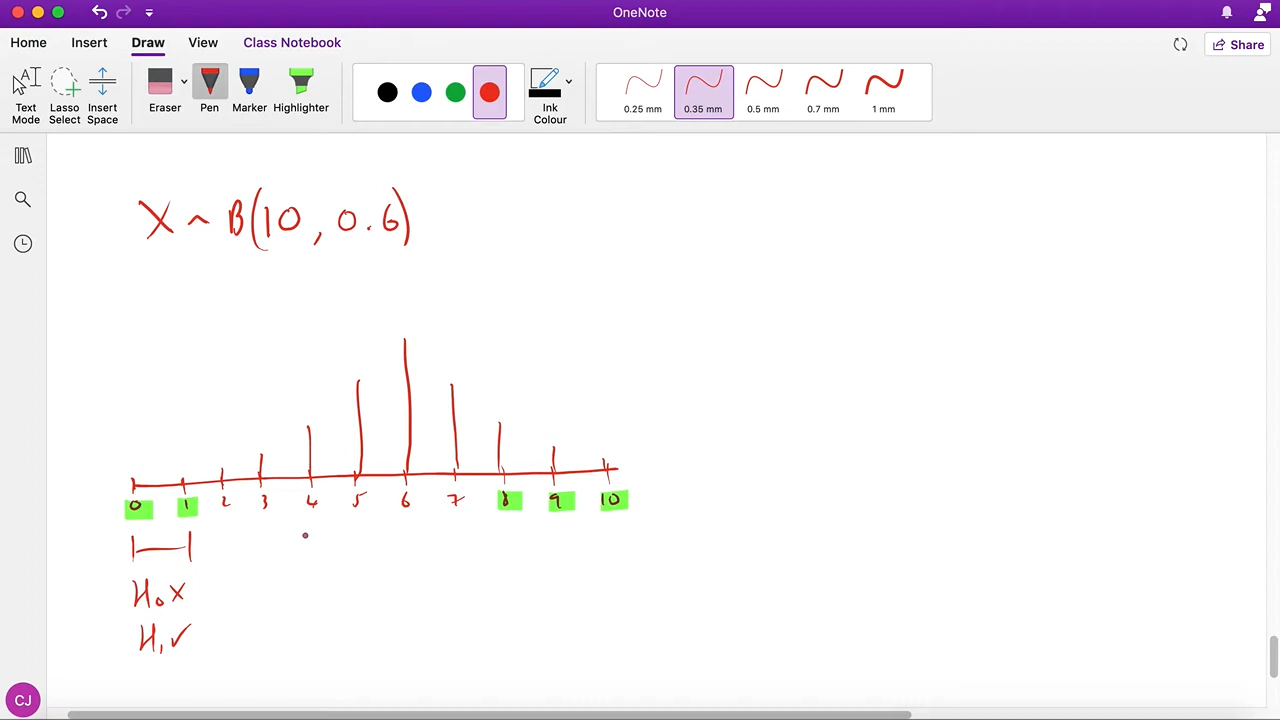 OneNote
Home Insert Draw View Class Notebook Share
Text Mode
Lasso Select
Insert Space
Eraser
Pen
Marker
Highlighter
Ink Colour
0.25 mm
0.35 mm
0.5 mm
0.7 mm
1 mm
X ~ B(10, 0.6)
0 1 2 3 4 5 6 7 8 9 10
H₀ ×
H₁ ✓
CJ